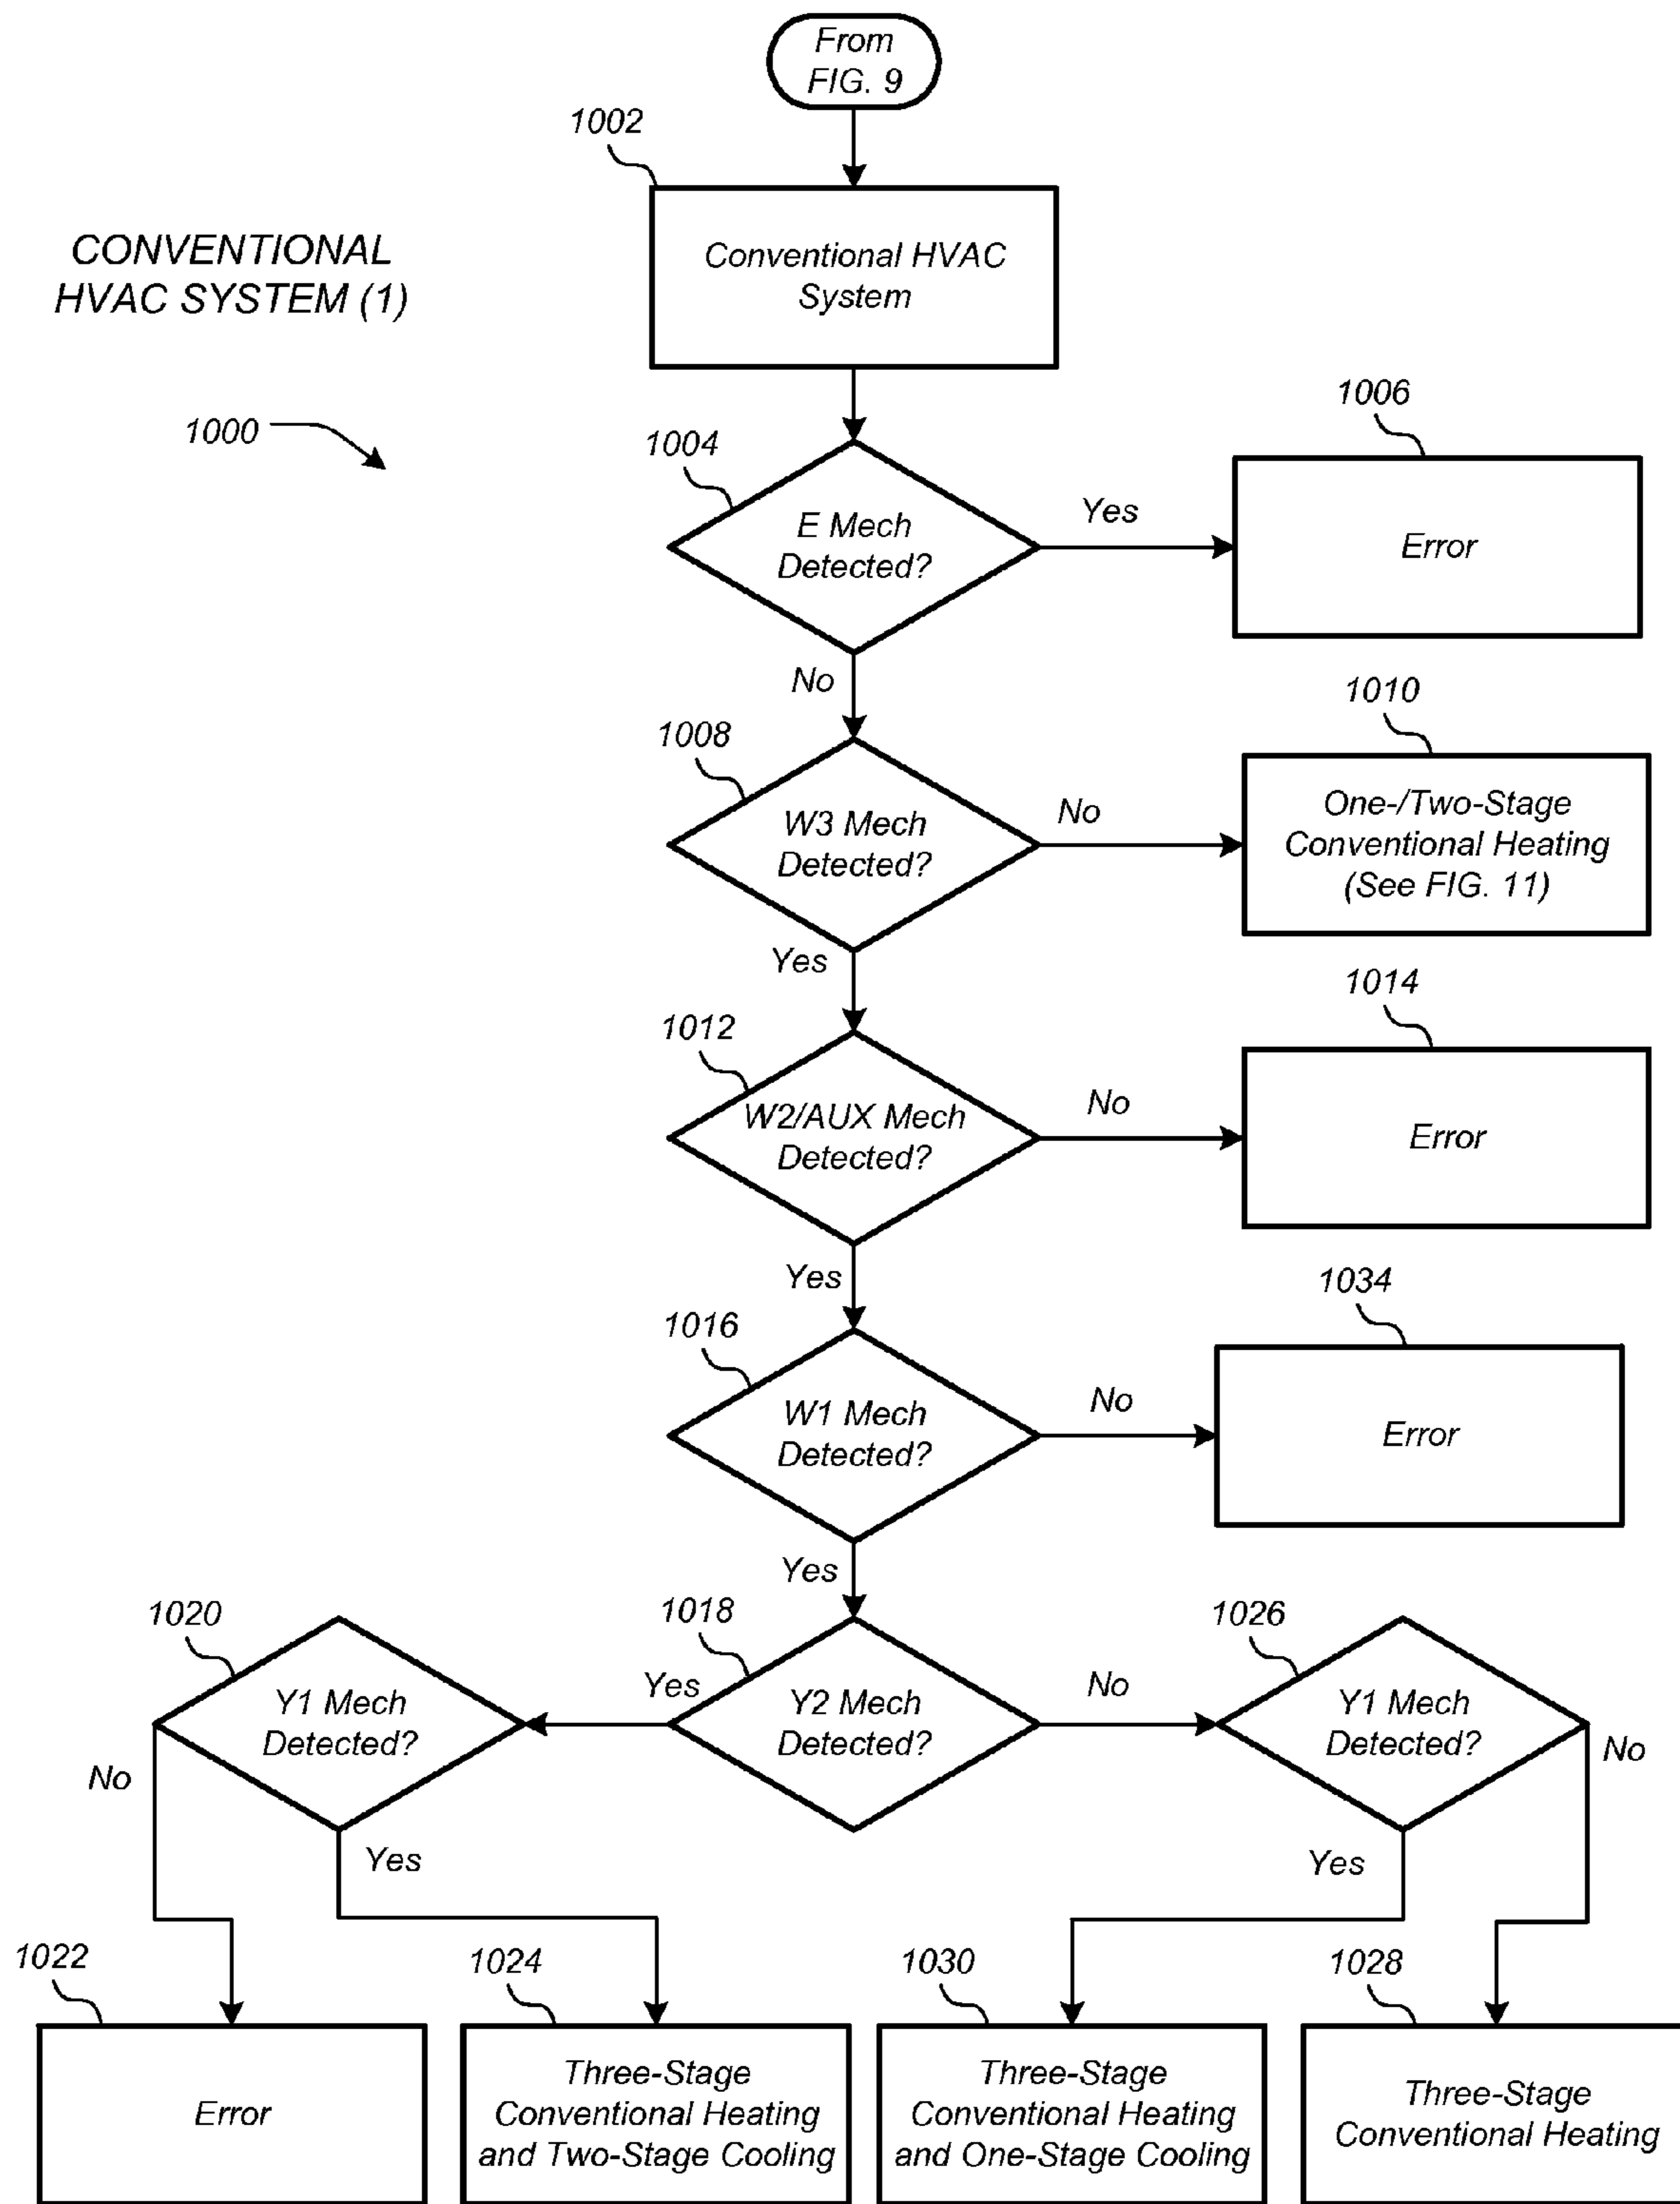 From
FIG. 9
1002
CONVENTIONAL
HVAC SYSTEM (1)
Conventional HVAC
System
1000
1004
E Mech
Detected?
Yes
1006
Error
No
1008
W3 Mech
Detected?
No
1010
One-/Two-Stage
Conventional Heating
(See FIG. 11)
Yes
1012
W2/AUX Mech
Detected?
No
1014
Error
Yes
1016
W1 Mech
Detected?
No
1034
Error
Yes
1020
Y1 Mech
Detected?
1018
Yes
Y2 Mech
Detected?
No
1026
Y1 Mech
Detected?
No
Yes
Yes
No
1022
Error
1024
Three-Stage
Conventional Heating
and Two-Stage Cooling
1030
Three-Stage
Conventional Heating
and One-Stage Cooling
1028
Three-Stage
Conventional Heating